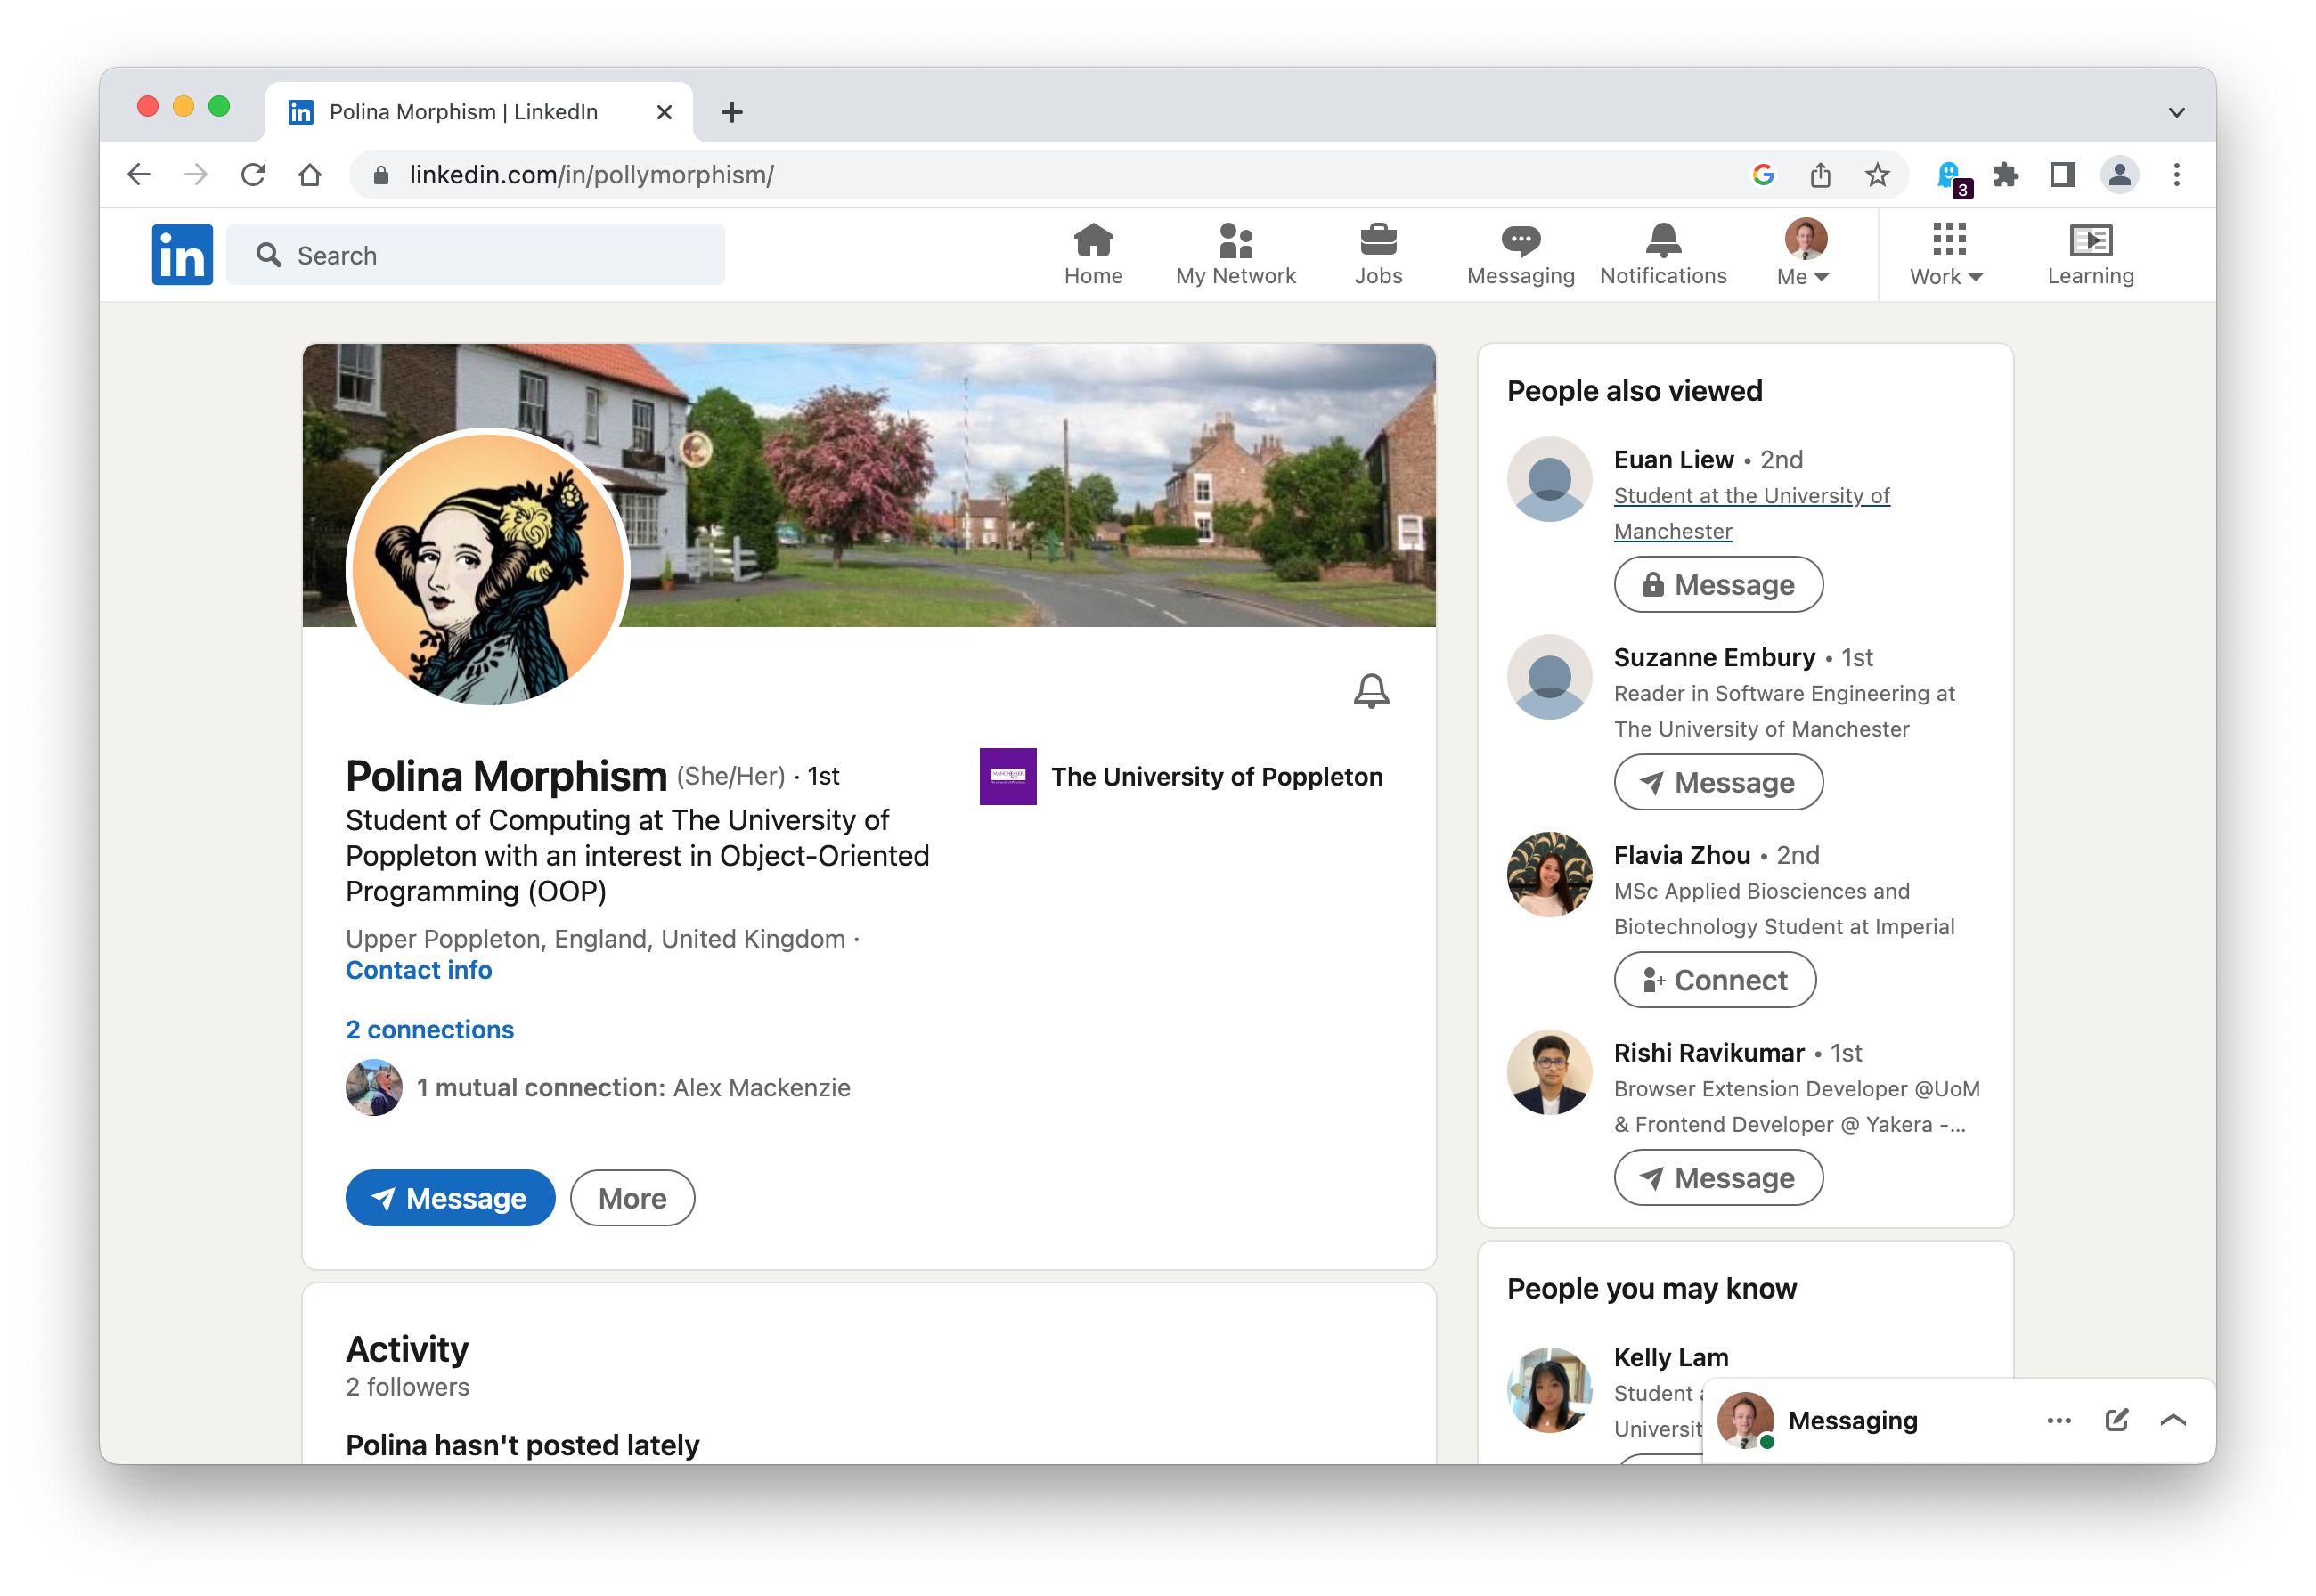 Polina Morphism | LinkedIn
linkedin.com/in/pollymorphism/
3
in
Search
Home
My Network
Jobs
Messaging
Notifications
Me
Work
Learning
Polina Morphism (She/Her) · 1st
Student of Computing at The University of
Poppleton with an interest in Object-Oriented
Programming (OOP)
Upper Poppleton, England, United Kingdom ·
Contact info
2 connections
1 mutual connection: Alex Mackenzie
Message
More
MANCHESTER
The University of Poppleton
Activity
2 followers
Polina hasn't posted lately
People also viewed
Euan Liew • 2nd
Student at the University of
Manchester
Message
Suzanne Embury • 1st
Reader in Software Engineering at
The University of Manchester
Message
Flavia Zhou • 2nd
MSc Applied Biosciences and
Biotechnology Student at Imperial
Connect
Rishi Ravikumar • 1st
Browser Extension Developer @UoM
& Frontend Developer @ Yakera -...
Message
People you may know
Kelly Lam
Student
Universit
Messaging